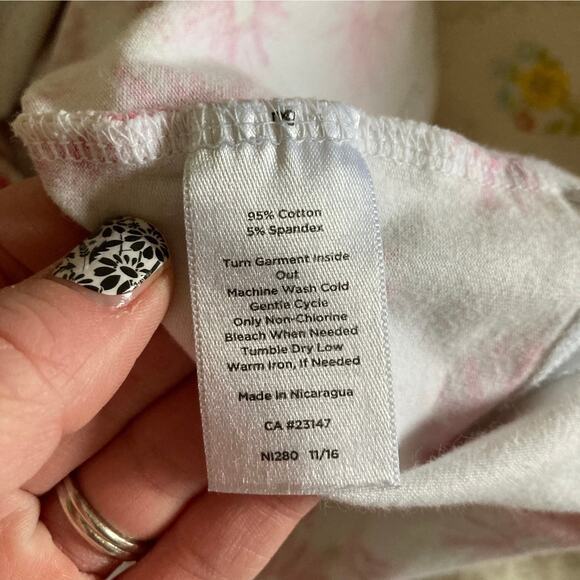 95% Cotton
5% Spandex
Turn Garment Inside
Out
Machine Wash Cold
Gentle Cycle
Only Non-Chlorine
Bleach When Needed
Tumble Dry Low
Warm Iron, If Needed
Made in Nicaragua
CA #23147
NI280 11/16